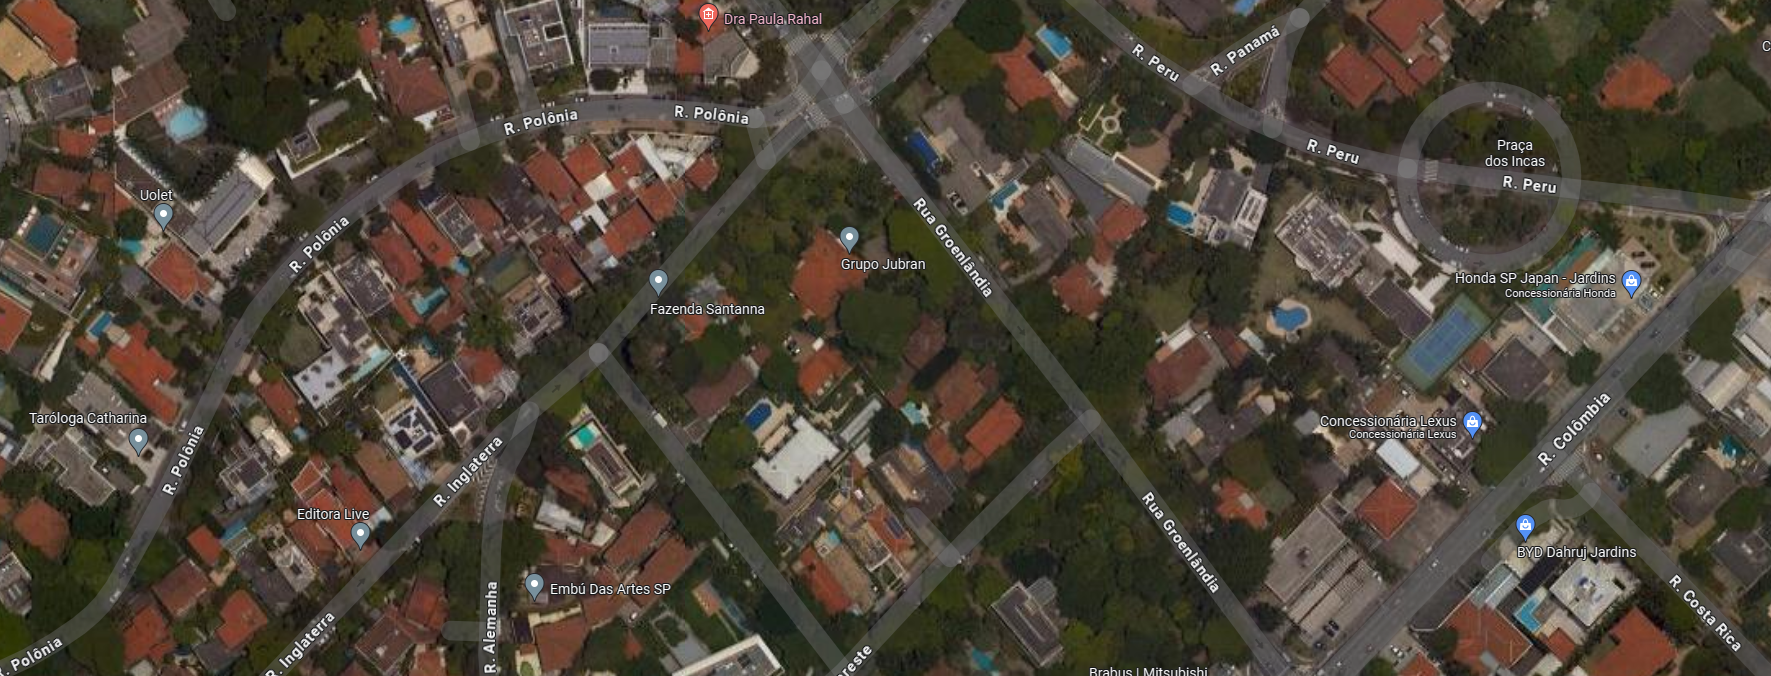 Dra Paula Rahal
R. Peru
R. Panamá
R. Polônia
R. Polônia
R. Peru
Praça
dos Incas
R. Peru
Uolet
R. Polônia
Rua Groenlândia
Grupo Jubran
Fazenda Santanna
Honda SP Japan - Jardins
Concessionária Honda
Taróloga Catharina
R. Polônia
R. Inglaterra
Concessionária Lexus
Concessionária Lexus
R. Colômbia
Editora Live
Rua Groenlândia
BYD Dahruj Jardins
Embú Das Artes SP
R. Alemanha
R. Costa Rica
R. Inglaterra
R. Polônia
Brabus | Mitsubishi